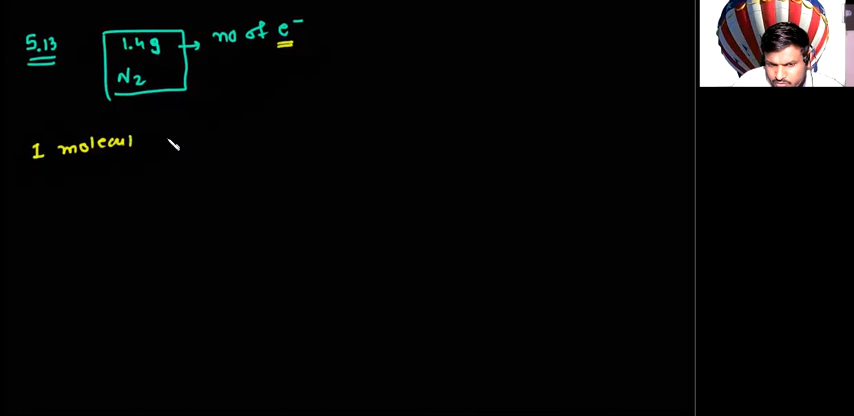 5.13
1.4g → no of e⁻
N₂
1 molecul